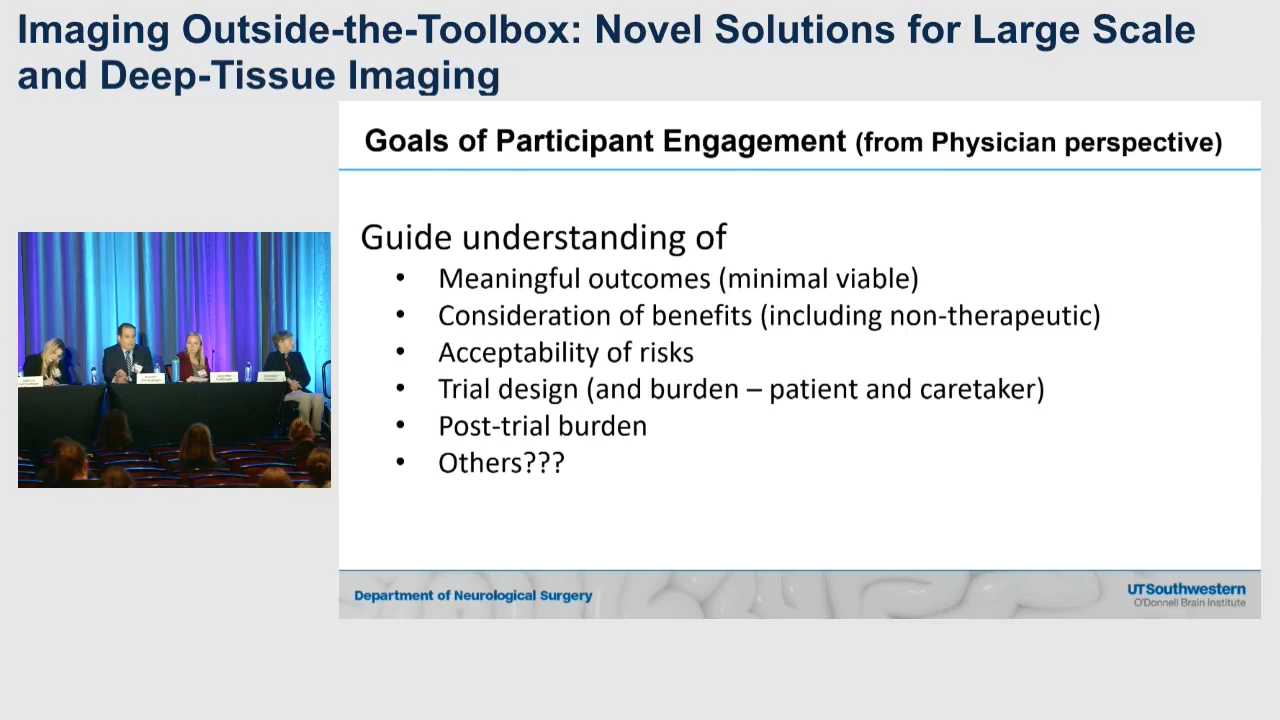 Imaging Outside-the-Toolbox: Novel Solutions for Large Scale
and Deep-Tissue Imaging
Goals of Participant Engagement (from Physician perspective)
Guide understanding of
• Meaningful outcomes (minimal viable)
• Consideration of benefits (including non-therapeutic)
• Acceptability of risks
• Trial design (and burden – patient and caretaker)
• Post-trial burden
• Others???
Department of Neurological Surgery
UTSouthwestern
O'Donnell Brain Institute